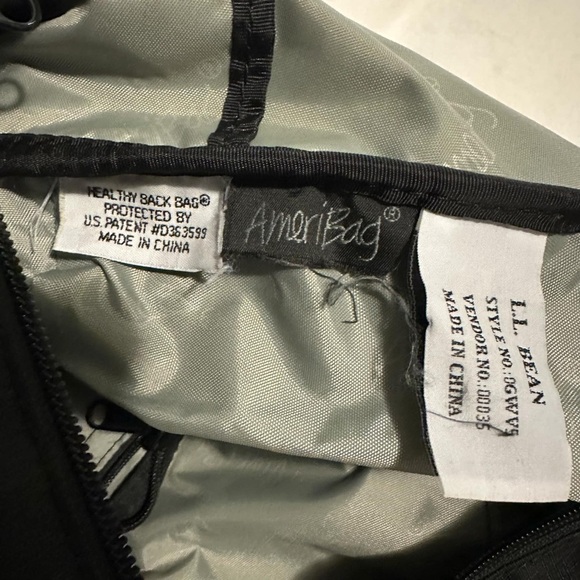 HEALTHY BACK BAG®
PROTECTED BY
U.S. PATENT #D363599
MADE IN CHINA
AmeriBag®
L.L. BEAN
STYLE NO:0GWV5
VENDOR NO.:00035
MADE IN CHINA